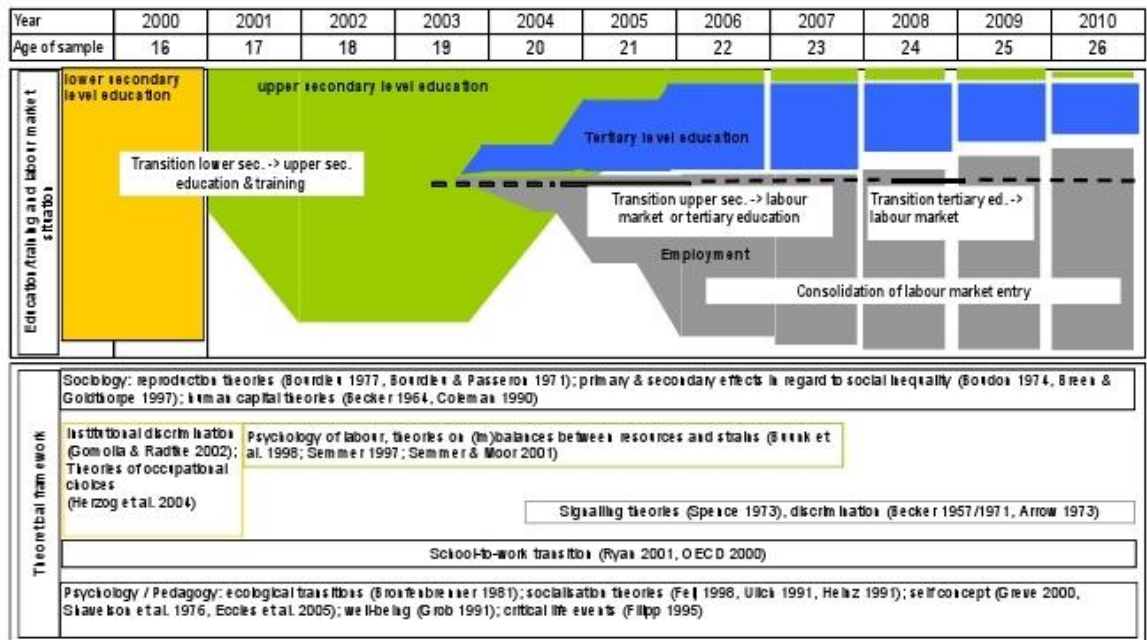 Year 2000 2001 2002 2003 2004 2005 2006 2007 2008 2009 2010
Age of sample 16 17 18 19 20 21 22 23 24 25 26
Education/training and labour market
situation
lower secondary
level education
upper secondary level education
Tertiary level education
Transition lower sec. -> upper sec.
education & training
Transition upper sec. -> labour
market or tertiary education
Transition tertiary ed. ->
labour market
Employment
Consolidation of labour market entry
Theoretical framework
Sociology: reproduction theories (Bourdieu 1977, Bourdieu & Passeron 1971); primary & secondary effects in regard to social inequality (Boudon 1974, Breen &
Goldthorpe 1997); human capital theories (Becker 1964, Coleman 1990)
Institutional discrimination
(Gomolla & Radtke 2002);
Theories of occupational
choices
(Herzog et al. 2004)
Psychology of labour, theories on (im)balances between resources and strains (Buunk et
al. 1998; Semmer 1997; Semmer & Moor 2001)
Signalling theories (Spence 1973), discrimination (Becker 1957/1971, Arrow 1973)
School-to-work transition (Ryan 2001, OECD 2000)
Psychology / Pedagogy: ecological transitions (Bronfenbrenner 1981); socialisation theories (Feij 1998, Ulich 1991, Heinz 1991); self concept (Greve 2000,
Shavelson et al. 1976, Eccles et al. 2005); well-being (Grob 1991); critical life events (Filipp 1995)